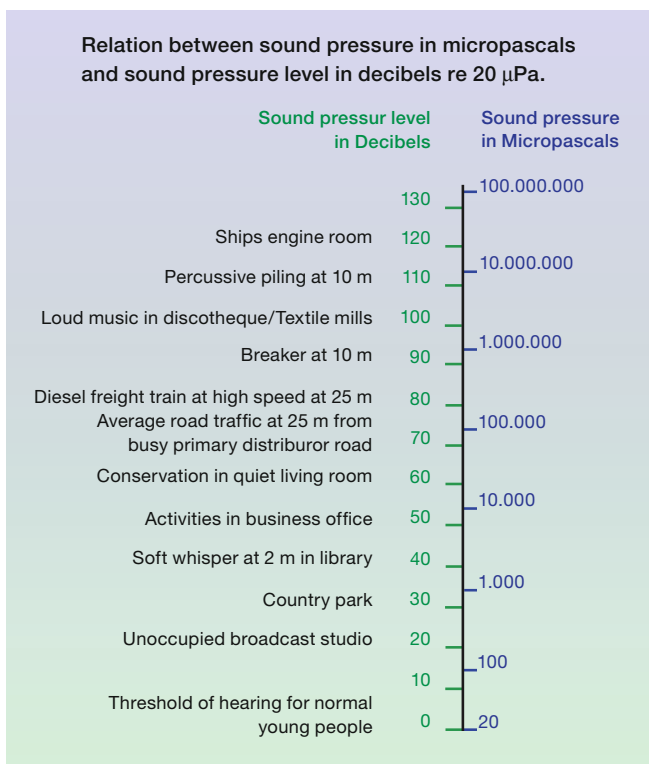 Relation between sound pressure in micropascals
and sound pressure level in decibels re 20 µPa.
Sound pressur level
in Decibels
Sound pressure
in Micropascals
100.000.000
130
Ships engine room 120
10.000.000
Percussive piling at 10 m 110
Loud music in discotheque/Textile mills 100
1.000.000
Breaker at 10 m 90
Diesel freight train at high speed at 25 m 80
Average road traffic at 25 m from
100.000
busy primary distriburor road 70
Conservation in quiet living room 60
10.000
Activities in business office 50
Soft whisper at 2 m in library 40
1.000
Country park 30
Unoccupied broadcast studio 20
100
10
Threshold of hearing for normal
young people 0
20